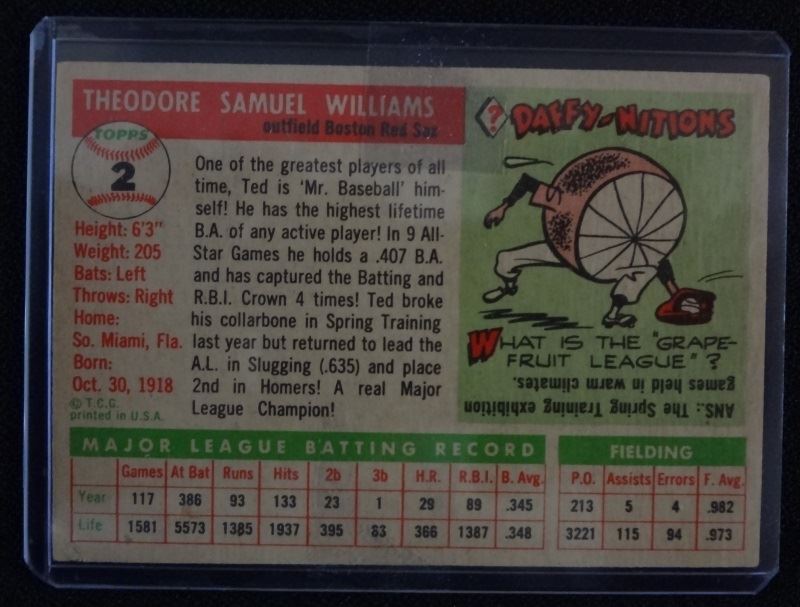 THEODORE SAMUEL WILLIAMS
outfield Boston Red Sox
TOPPS
2
Height: 6'3"
Weight: 205
Bats: Left
Throws: Right
Home:
So. Miami, Fla.
Born:
Oct. 30, 1918
© T.C.G.
printed in U.S.A.
One of the greatest players of all
time, Ted is 'Mr. Baseball' him-
self! He has the highest lifetime
B.A. of any active player! In 9 All-
Star Games he holds a .407 B.A.
and has captured the Batting and
R.B.I. Crown 4 times! Ted broke
his collarbone in Spring Training
last year but returned to lead the
A.L. in Slugging (.635) and place
2nd in Homers! A real Major
League Champion!
? DAFFY-NITIONS
WHAT IS THE "GRAPE-
FRUIT LEAGUE"?
ANS.: The Spring Training exhibition
games held in warm climates.
MAJOR LEAGUE BATTING RECORD
Games At Bat Runs Hits 2b 3b H.R. R.B.I. B. Avg.
Year 117 386 93 133 23 1 29 89 .345
Life 1581 5573 1385 1937 395 83 366 1387 .348
FIELDING
P.O. Assists Errors F. Avg.
213 5 4 .982
3221 115 94 .973